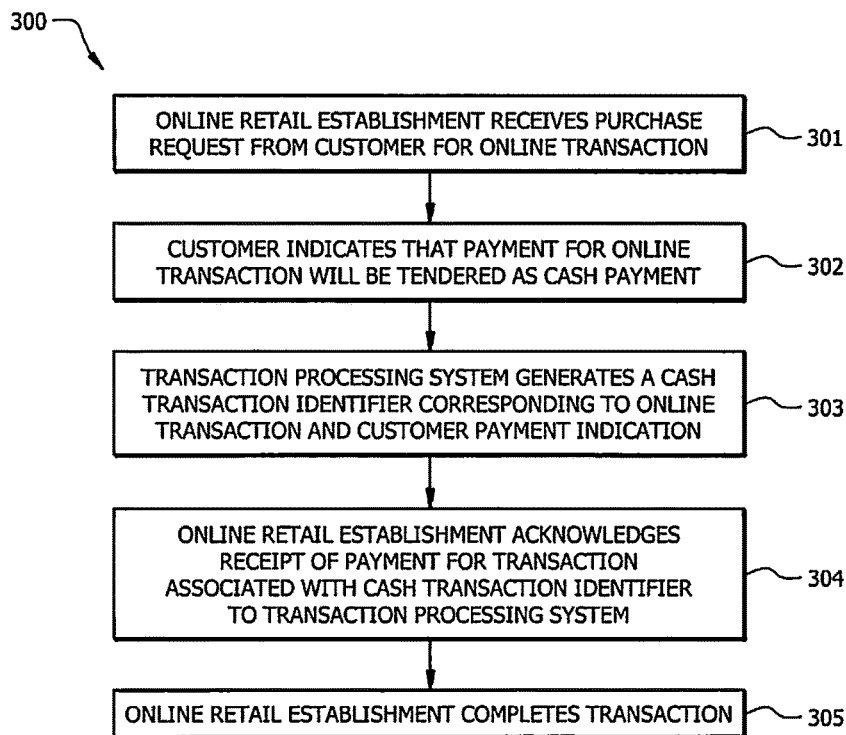 300
ONLINE RETAIL ESTABLISHMENT RECEIVES PURCHASE
REQUEST FROM CUSTOMER FOR ONLINE TRANSACTION
301
CUSTOMER INDICATES THAT PAYMENT FOR ONLINE
TRANSACTION WILL BE TENDERED AS CASH PAYMENT
302
TRANSACTION PROCESSING SYSTEM GENERATES A CASH
TRANSACTION IDENTIFIER CORRESPONDING TO ONLINE
TRANSACTION AND CUSTOMER PAYMENT INDICATION
303
ONLINE RETAIL ESTABLISHMENT ACKNOWLEDGES
RECEIPT OF PAYMENT FOR TRANSACTION
ASSOCIATED WITH CASH TRANSACTION IDENTIFIER
TO TRANSACTION PROCESSING SYSTEM
304
ONLINE RETAIL ESTABLISHMENT COMPLETES TRANSACTION
305